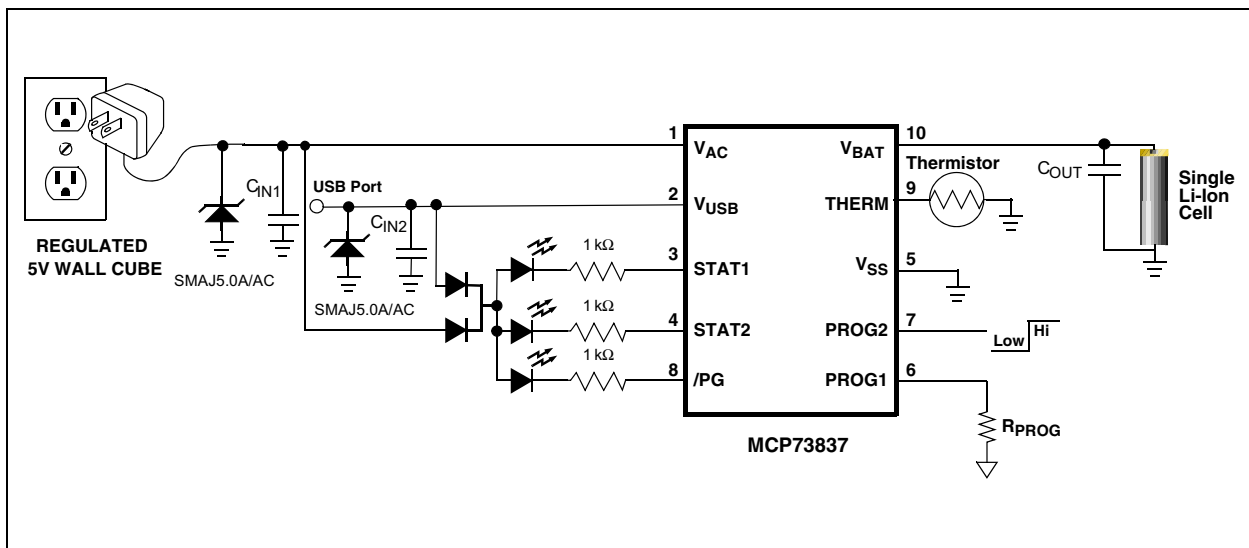 REGULATED
5V WALL CUBE
SMAJ5.0A/AC
CIN1
USB Port
CIN2
SMAJ5.0A/AC
1 kΩ
1 kΩ
1 kΩ
1
VAC
2
VUSB
3
STAT1
4
STAT2
8
/PG
10
VBAT
Thermistor
9
THERM
5
VSS
7
PROG2
Low
Hi
6
PROG1
RPROG
COUT
Single
Li-Ion
Cell
MCP73837